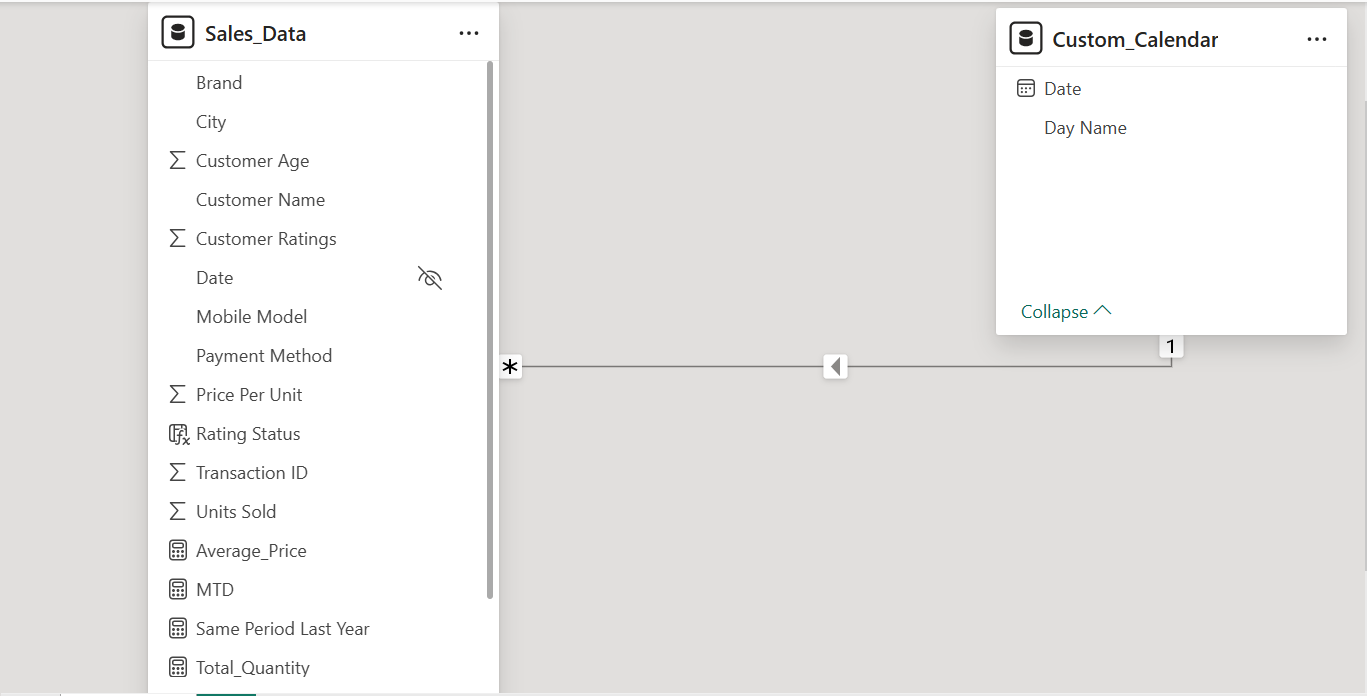 Sales_Data
Brand
City
Customer Age
Customer Name
Customer Ratings
Date
Mobile Model
Payment Method
Price Per Unit
Rating Status
Transaction ID
Units Sold
Average_Price
MTD
Same Period Last Year
Total_Quantity
*
1
Custom_Calendar
Date
Day Name
Collapse